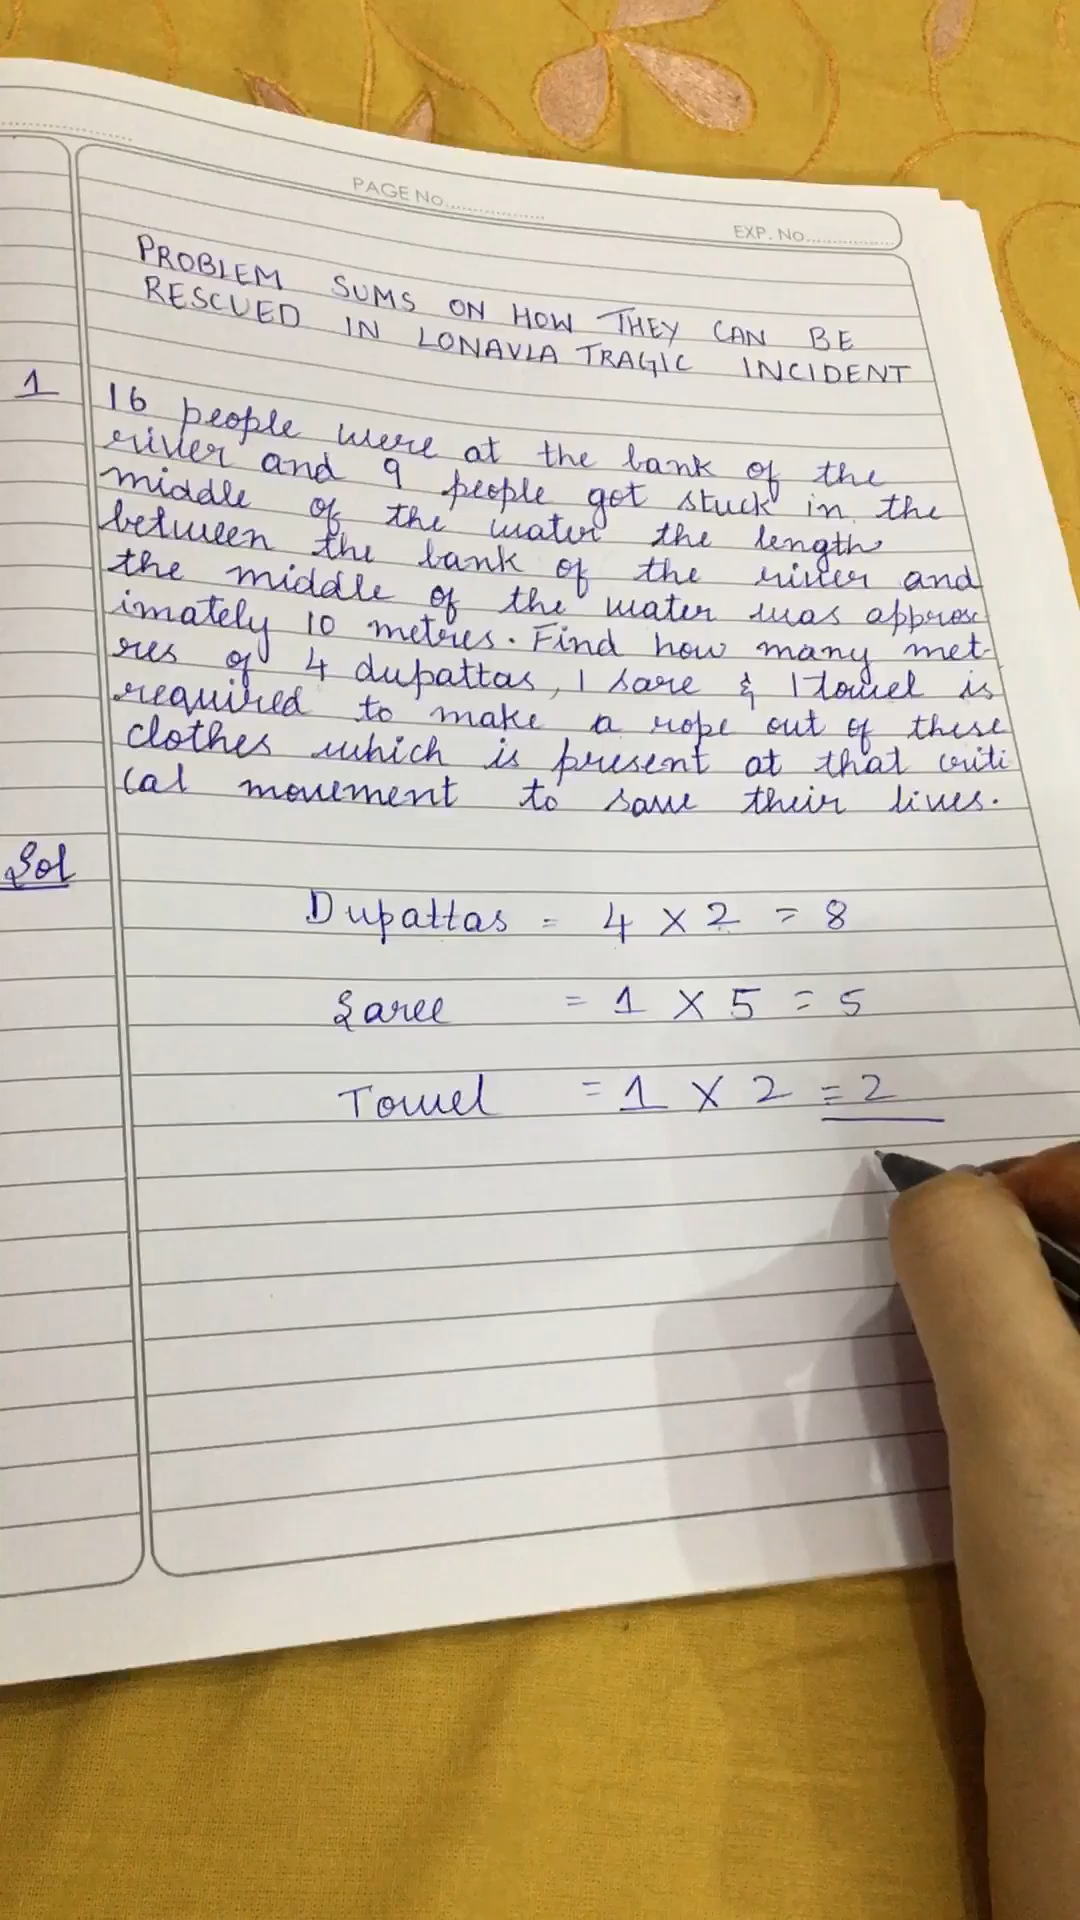 PAGE No.
EXP. No.
PROBLEM SUMS ON HOW THEY CAN BE
RESCUED IN LONAVLA TRAGIC INCIDENT
1 16 people were at the bank of the
river and 9 people got stuck in the
middle of the water the length
between the bank of the river and
the middle of the water was approx
imately 10 metres. Find how many met-
res of 4 dupattas, 1 sare & 1 towel is
required to make a rope out of these
clothes which is present at that criti
cal movement to save their lives.
Sol
Dupattas = 4 X 2 = 8
Saree = 1 X 5 = 5
Towel = 1 X 2 = 2